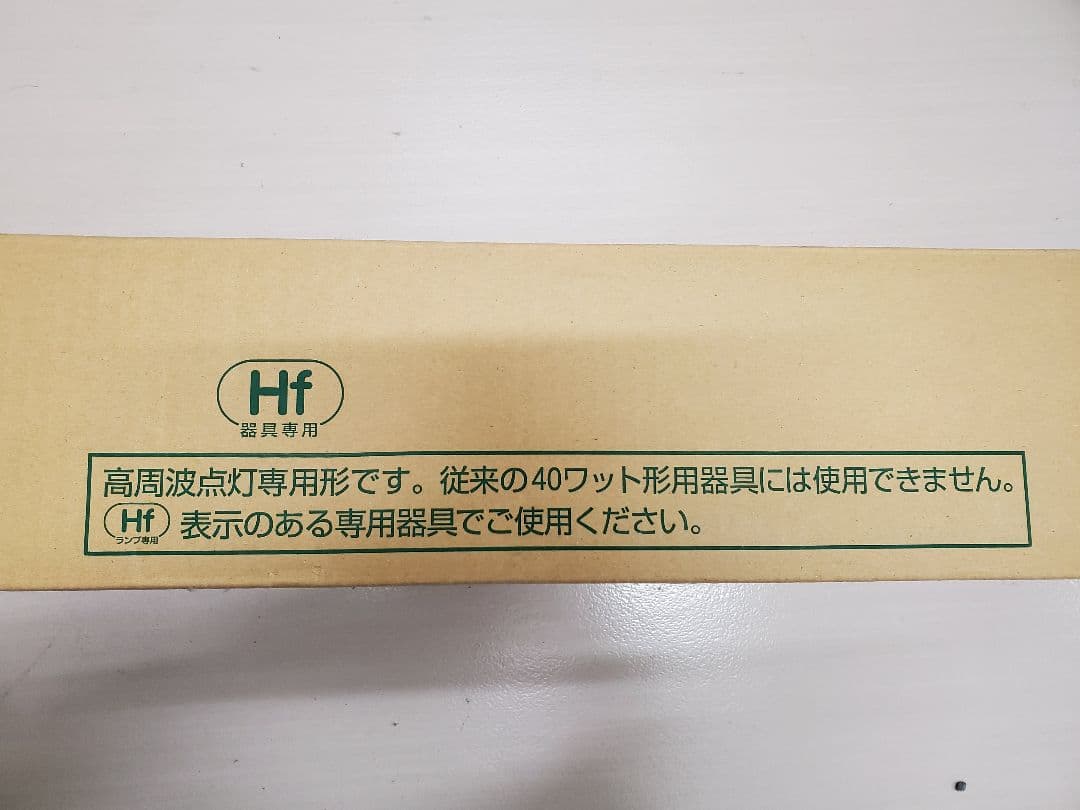 Hf
器具専用
高周波点灯専用形です。従来の40ワット形用器具には使用できません。
Hf ランプ専用 表示のある専用器具でご使用ください。